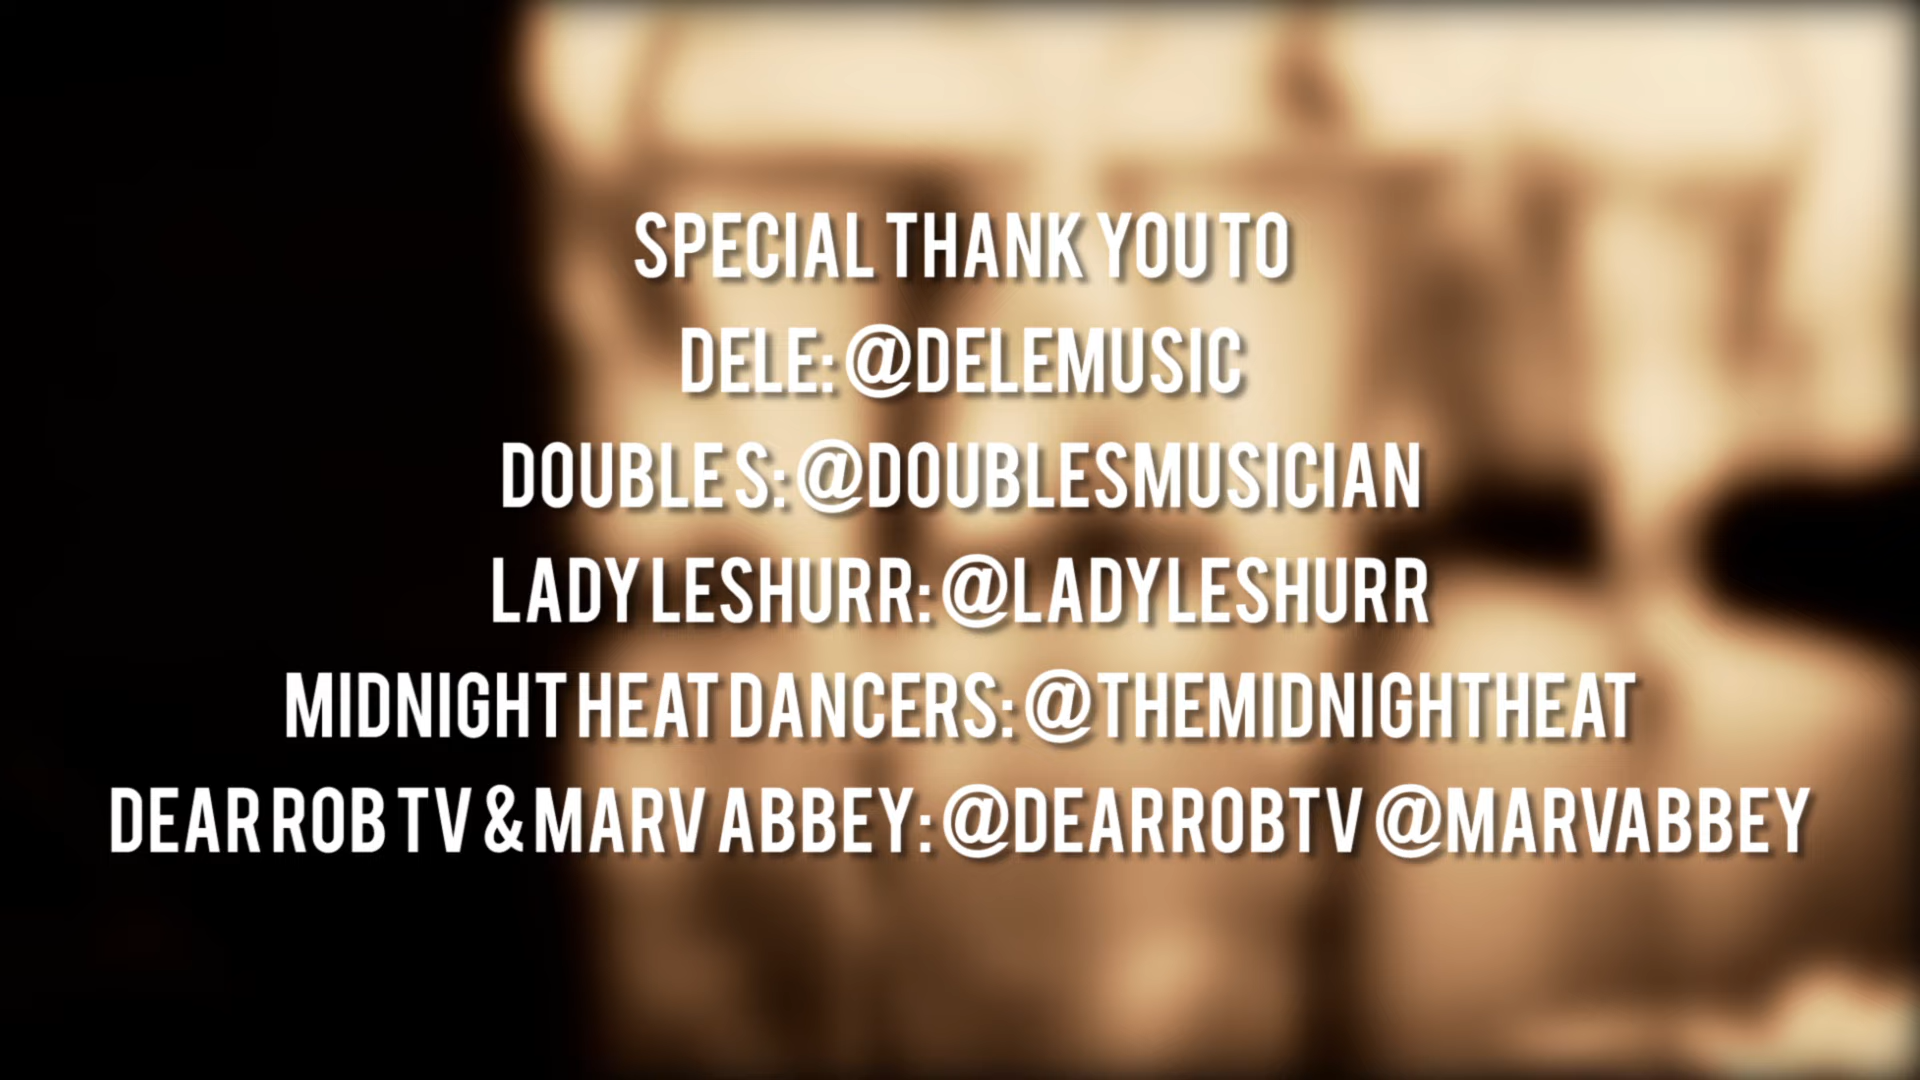 SPECIAL THANK YOU TO
DELE: @DELEMUSIC
DOUBLE S: @DOUBLESMUSICIAN
LADY LESHURR: @LADYLESHURR
MIDNIGHT HEAT DANCERS: @THEMIDNIGHTHEAT
DEAR ROB TV & MARV ABBEY: @DEARROBTV @MARVABBEY